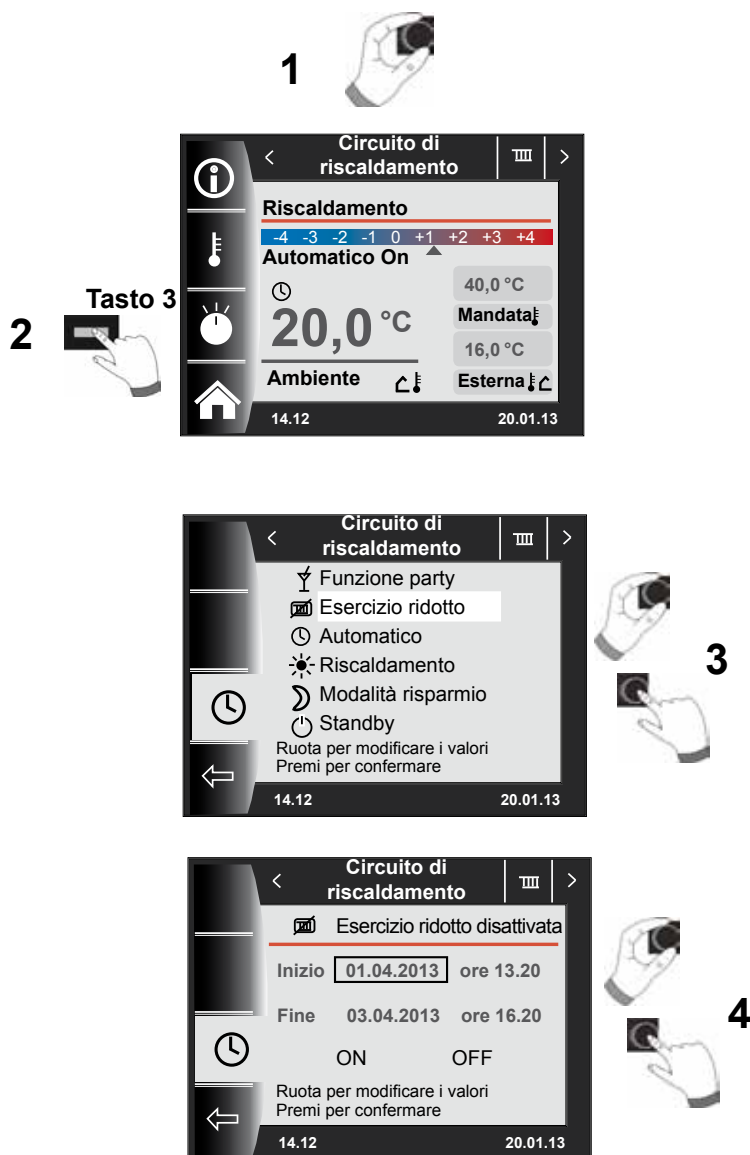 1
Circuito di
riscaldamento
Riscaldamento
-4 -3 -2 -1 0 +1 +2 +3 +4
Automatico On
40,0 °C
Tasto 3
2
20,0 °C
Mandata
16,0 °C
Ambiente
Esterna
14.12 20.01.13
Circuito di
riscaldamento
Funzione party
Esercizio ridotto
Automatico
Riscaldamento
3
Modalità risparmio
Standby
Ruota per modificare i valori
Premi per confermare
14.12 20.01.13
Circuito di
riscaldamento
Esercizio ridotto disattivata
Inizio 01.04.2013 ore 13.20
4
Fine 03.04.2013 ore 16.20
ON OFF
Ruota per modificare i valori
Premi per confermare
14.12 20.01.13